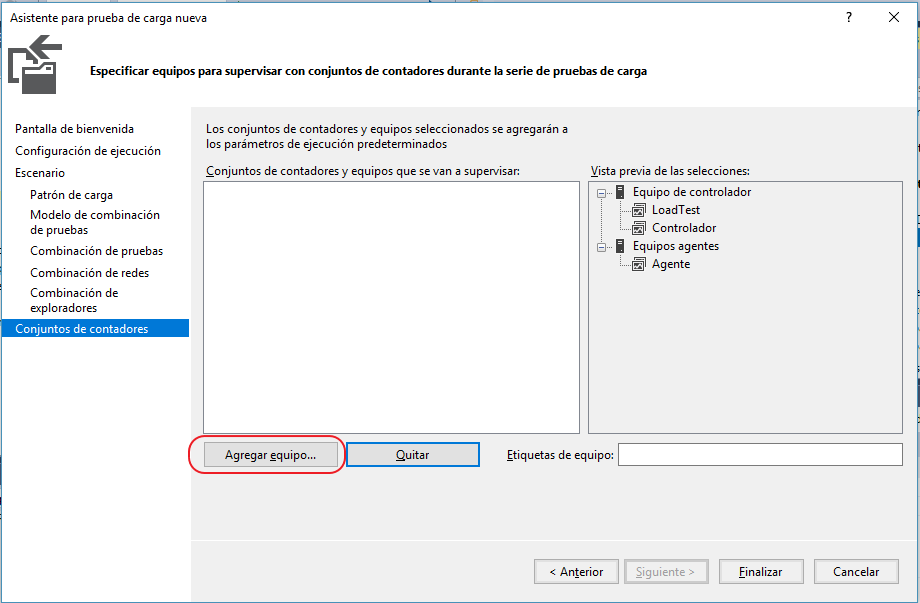 Asistente para prueba de carga nueva
?
Especificar equipos para supervisar con conjuntos de contadores durante la serie de pruebas de carga
Pantalla de bienvenida
Configuración de ejecución
Escenario
Patrón de carga
Modelo de combinación
de pruebas
Combinación de pruebas
Combinación de redes
Combinación de
exploradores
Conjuntos de contadores
Los conjuntos de contadores y equipos seleccionados se agregarán a
los parámetros de ejecución predeterminados
Conjuntos de contadores y equipos que se van a supervisar:
Vista previa de las selecciones:
Equipo de controlador
LoadTest
Controlador
Equipos agentes
Agente
Agregar equipo...
Quitar
Etiquetas de equipo:
< Anterior
Siguiente >
Finalizar
Cancelar